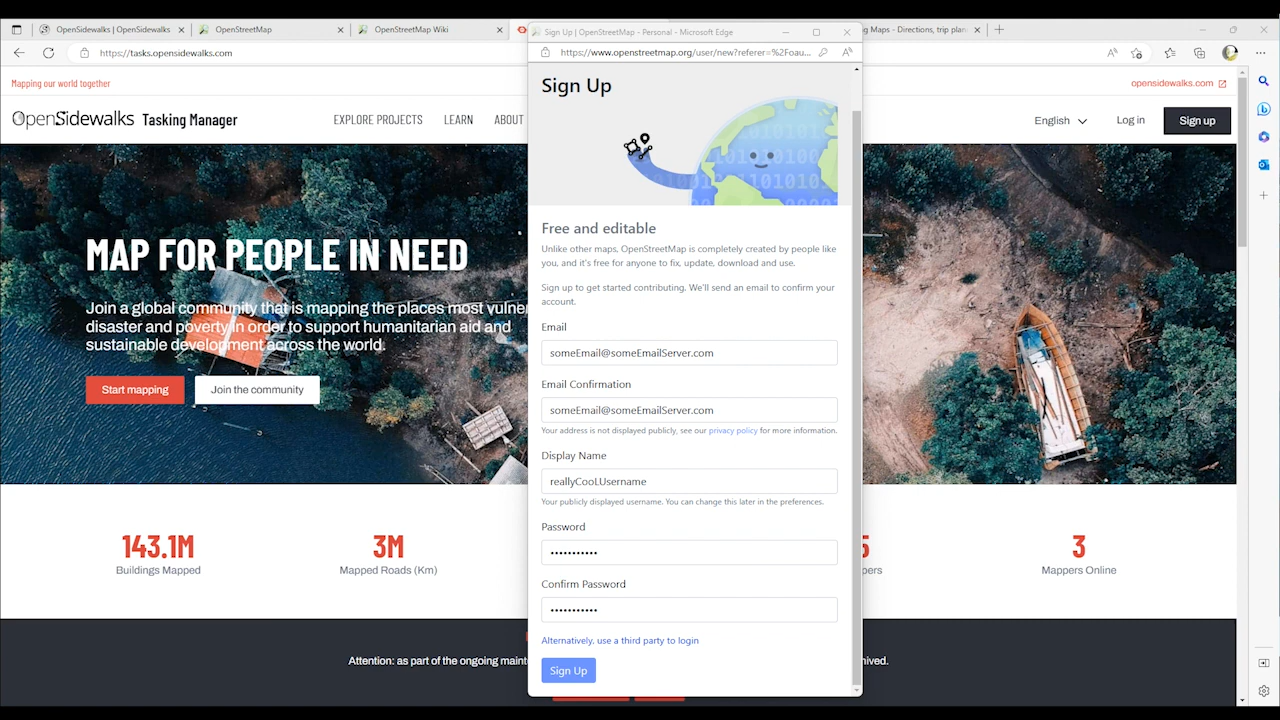 OpenSidewalks | OpenSidewalks
OpenStreetMap
OpenStreetMap Wiki
Maps - Directions, trip plan
https://tasks.opensidewalks.com
Mapping our world together
opensidewalks.com
OpenSidewalks Tasking Manager
EXPLORE PROJECTS
LEARN
ABOUT
English
Log in
Sign up
MAP FOR PEOPLE IN NEED
Join a global community that is mapping the places most vulner
disaster and poverty in order to support humanitarian aid and
sustainable development across the world.
Start mapping
Join the community
143.1M
Buildings Mapped
3M
Mapped Roads (Km)
5
pers
3
Mappers Online
Attention: as part of the ongoing maint
hived.
Sign Up | OpenStreetMap - Personal - Microsoft Edge
https://www.openstreetmap.org/user/new?referer=%2Foau...
Sign Up
Free and editable
Unlike other maps, OpenStreetMap is completely created by people like
you, and it's free for anyone to fix, update, download and use.
Sign up to get started contributing. We'll send an email to confirm your
account.
Email
someEmail@someEmailServer.com
Email Confirmation
someEmail@someEmailServer.com
Your address is not displayed publicly, see our privacy policy for more information.
Display Name
reallyCooLUsername
Your publicly displayed username. You can change this later in the preferences.
Password
•••••••••••
Confirm Password
•••••••••••
Alternatively, use a third party to login
Sign Up